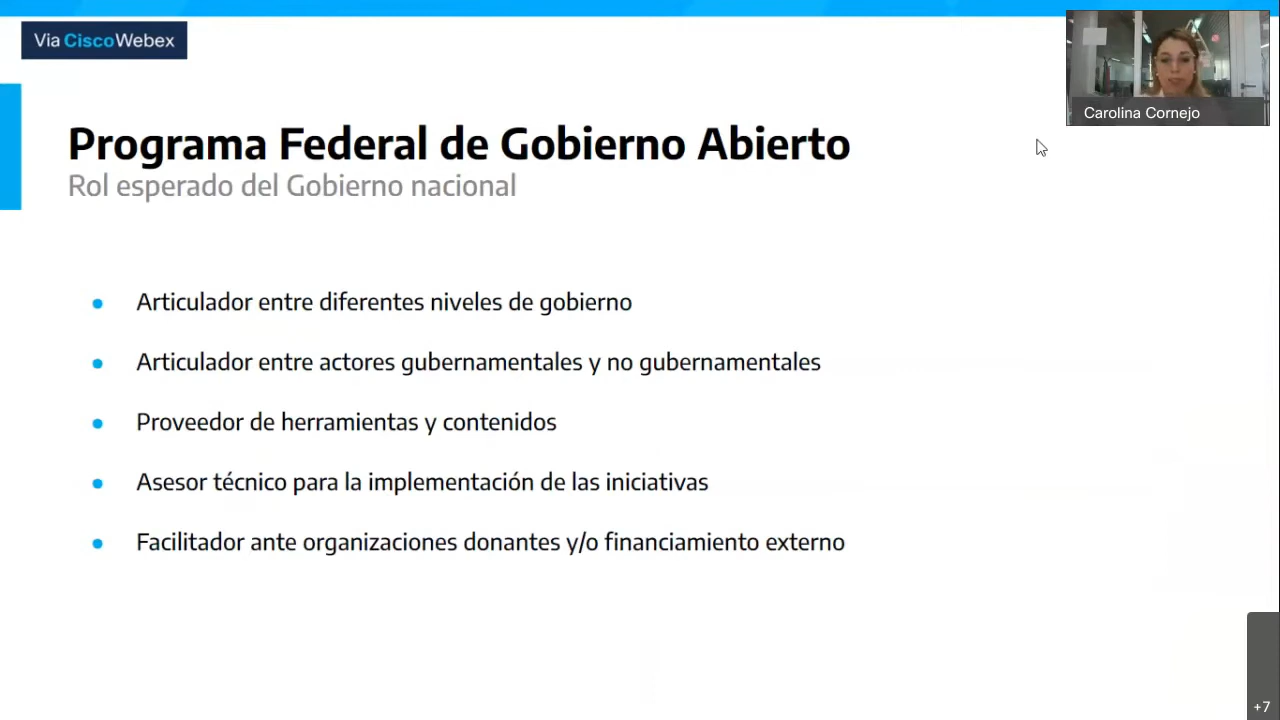 Via Cisco Webex
Carolina Cornejo
Programa Federal de Gobierno Abierto
Rol esperado del Gobierno nacional
Articulador entre diferentes niveles de gobierno
Articulador entre actores gubernamentales y no gubernamentales
Proveedor de herramientas y contenidos
Asesor técnico para la implementación de las iniciativas
Facilitador ante organizaciones donantes y/o financiamiento externo
+7